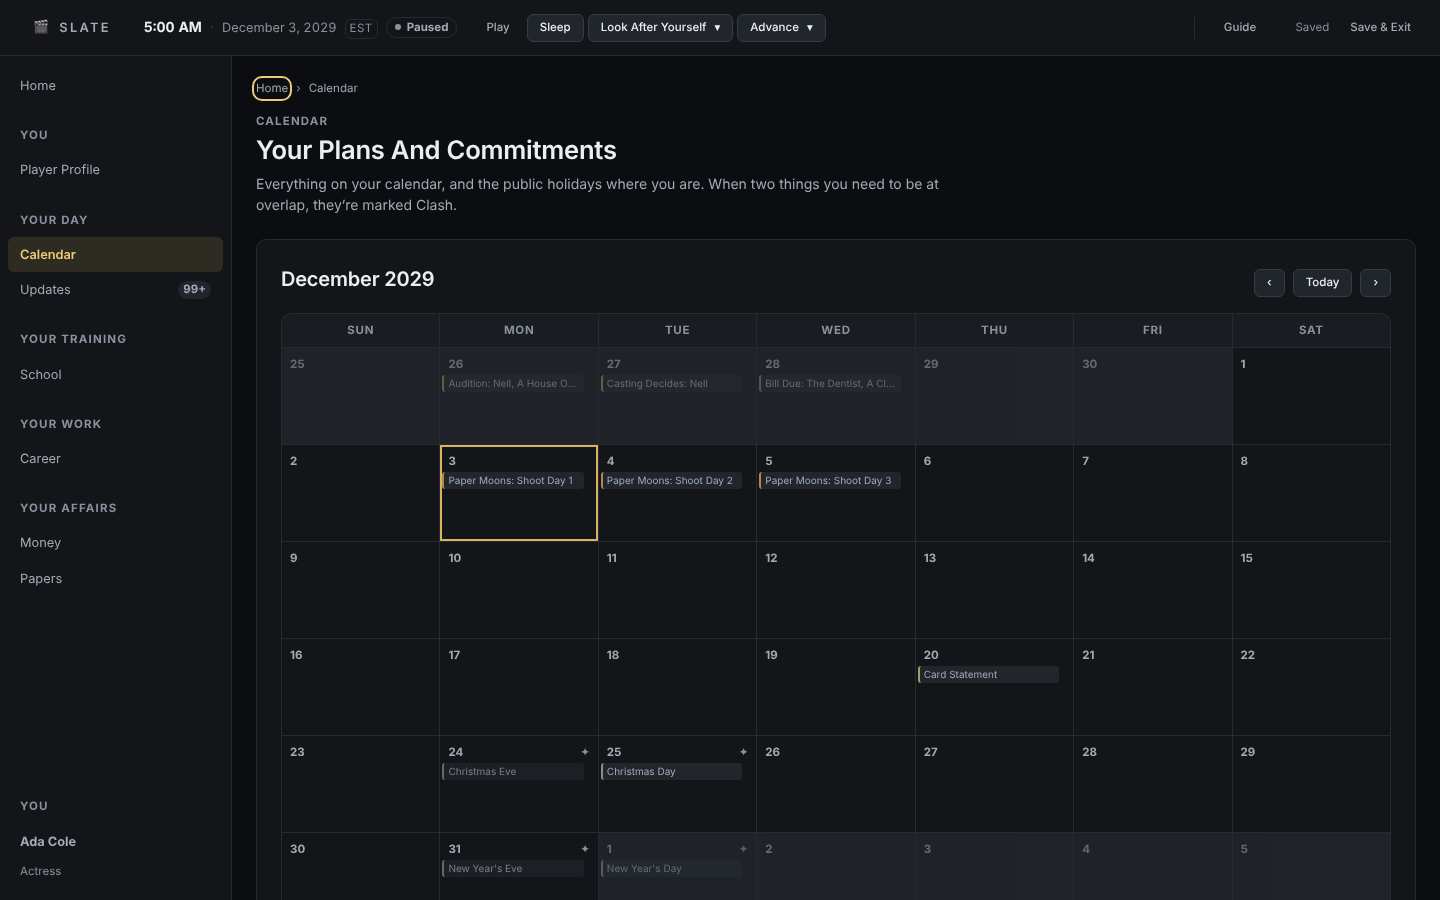 SLATE
5:00 AM · December 3, 2029 EST Paused Play Sleep Look After Yourself ▾ Advance ▾ Guide Saved Save & Exit
Home
YOU
Player Profile
YOUR DAY
Calendar
Updates 99+
YOUR TRAINING
School
YOUR WORK
Career
YOUR AFFAIRS
Money
Papers
YOU
Ada Cole
Actress
Home › Calendar
CALENDAR
Your Plans And Commitments
Everything on your calendar, and the public holidays where you are. When two things you need to be at
overlap, they're marked Clash.
December 2029
‹ Today ›
SUN MON TUE WED THU FRI SAT
25 26 27 28 29 30 1
Audition: Nell, A House O... Casting Decides: Nell Bill Due: The Dentist, A Cl...
2 3 4 5 6 7 8
Paper Moons: Shoot Day 1 Paper Moons: Shoot Day 2 Paper Moons: Shoot Day 3
9 10 11 12 13 14 15
16 17 18 19 20 21 22
Card Statement
23 24 ✦ 25 ✦ 26 27 28 29
Christmas Eve Christmas Day
30 31 ✦ 1 ✦ 2 3 4 5
New Year's Eve New Year's Day